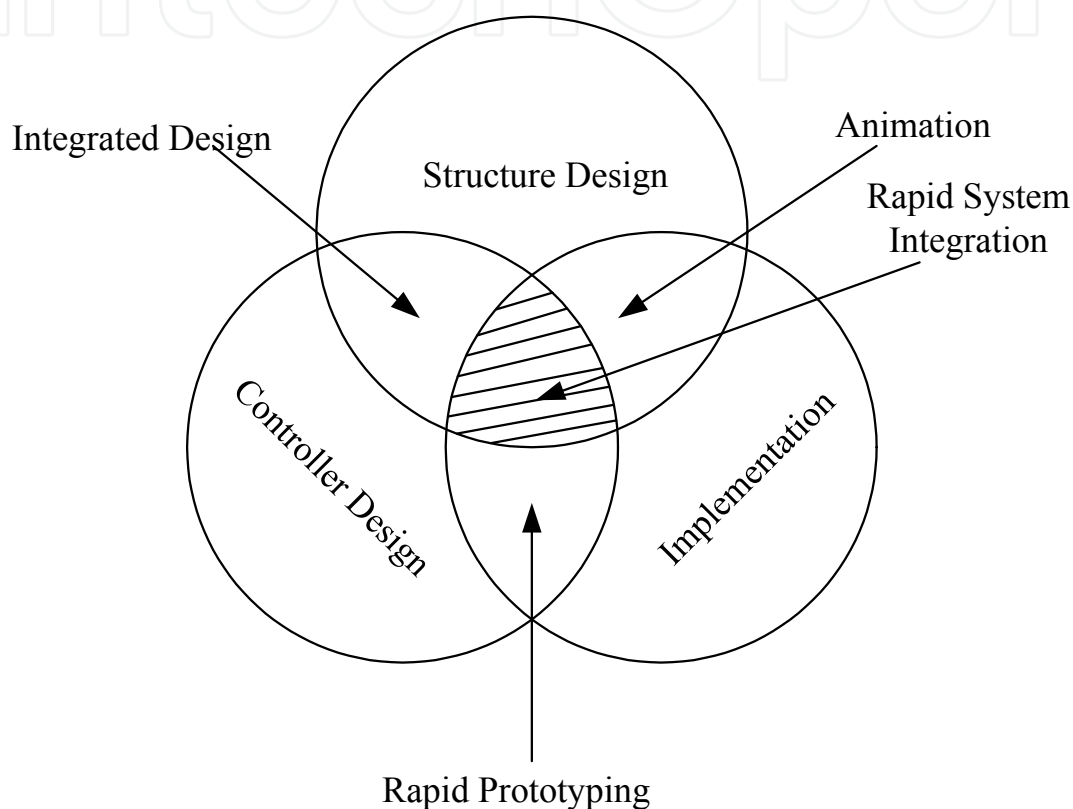 Integrated Design
Animation
Structure Design
Rapid System
Integration
Controller Design
Implementation
Rapid Prototyping